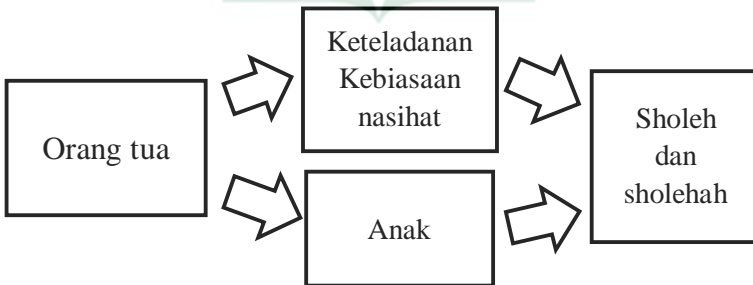 Orang tua
Keteladanan
Kebiasaan
nasihat
Anak
Sholeh
dan
sholehah